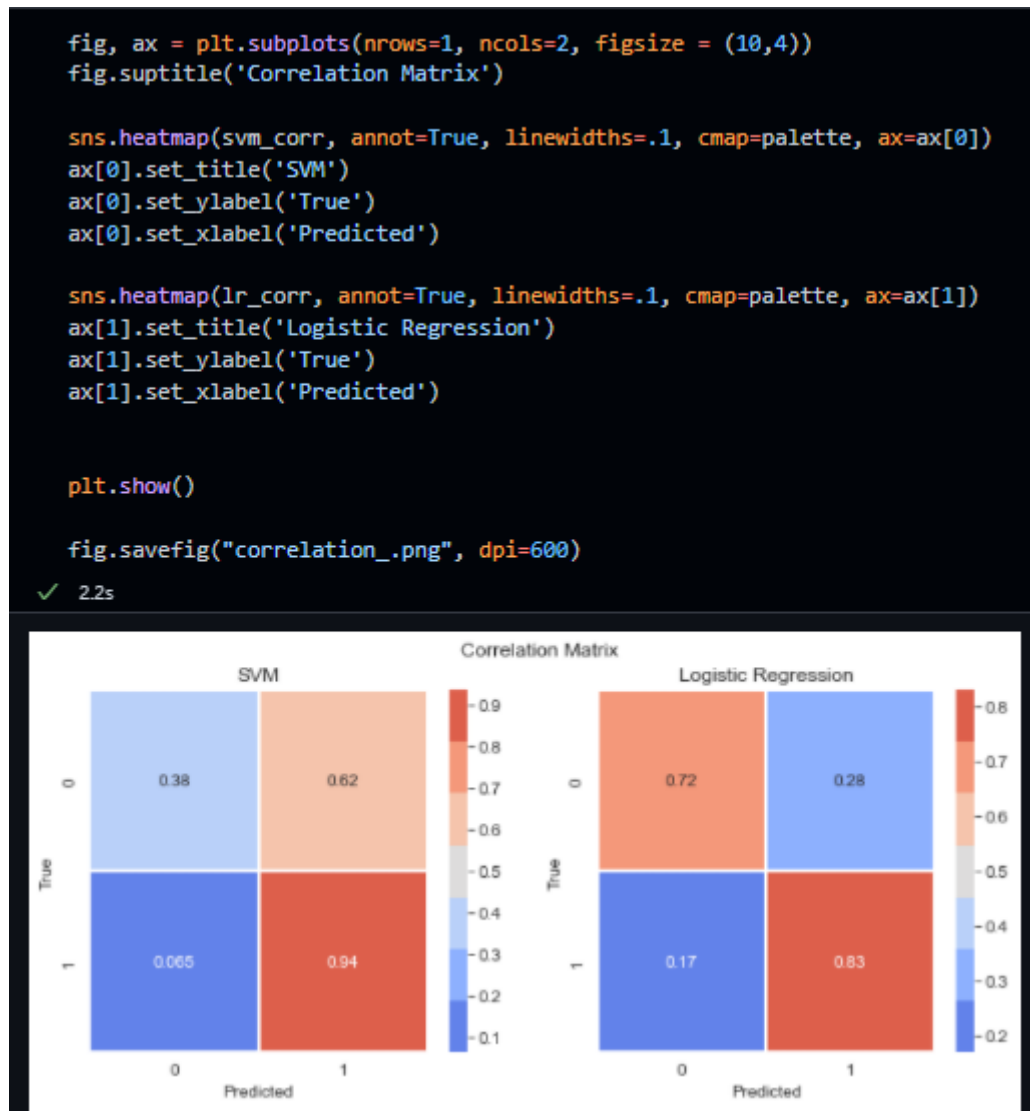 fig, ax = plt.subplots(nrows=1, ncols=2, figsize = (10,4))
fig.suptitle('Correlation Matrix')
sns.heatmap(svm_corr, annot=True, linewidths=.1, cmap=palette, ax=ax[0])
ax[0].set_title('SVM')
ax[0].set_ylabel('True')
ax[0].set_xlabel('Predicted')
sns.heatmap(lr_corr, annot=True, linewidths=.1, cmap=palette, ax=ax[1])
ax[1].set_title('Logistic Regression')
ax[1].set_ylabel('True')
ax[1].set_xlabel('Predicted')
plt.show()
fig.savefig("correlation_.png", dpi=600)
✓ 2.2s
Correlation Matrix
SVM
0.38 0.62
0.065 0.94
0
1
True
0 1
Predicted
0.9
0.8
0.7
0.6
0.5
0.4
0.3
0.2
0.1
Logistic Regression
0.72 0.28
0.17 0.83
0
1
True
0 1
Predicted
0.8
0.7
0.6
0.5
0.4
0.3
0.2